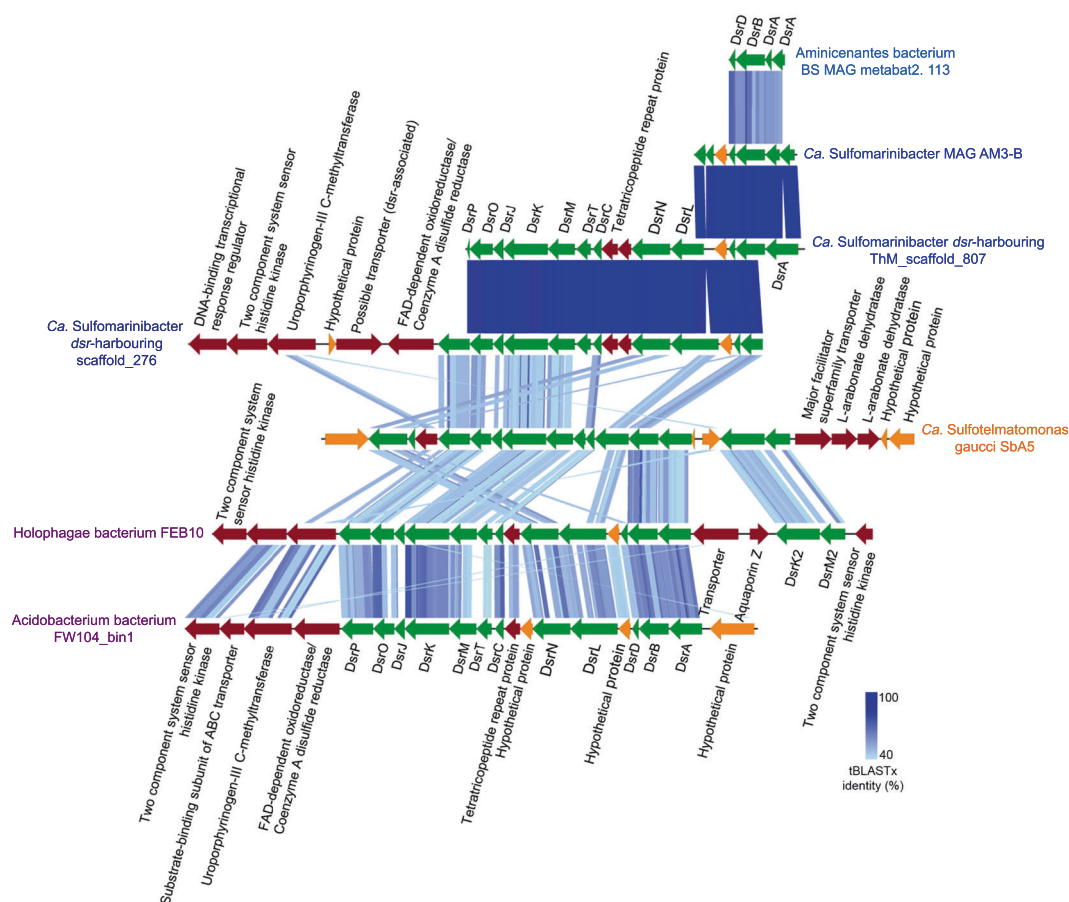 DsrD
DsrB
DsrA
DsrA
Aminicenantes bacterium
BS MAG metabat2. 113
Ca. Sulfomarinibacter MAG AM3-B
DsrP
DsrO
DsrJ
DsrK
DsrM
DsrT
DsrC
Tetratricopeptide repeat protein
DsrN
DsrL
DsrA
Ca. Sulfomarinibacter dsr-harbouring
ThM_scaffold_807
DNA-binding transcriptional
response regulator
Two component system sensor
histidine kinase
Uroporphyrinogen-III C-methyltransferase
Hypothetical protein
Possible transporter (dsr-associated)
FAD-dependent oxidoreductase/
Coenzyme A disulfide reductase
Ca. Sulfomarinibacter
dsr-harbouring
scaffold_276
Major facilitator
superfamily transporter
L-arabonate dehydratase
L-arabonate dehydratase
Hypothetical protein
Hypothetical protein
Ca. Sulfotelmatomonas
gaucci SbA5
Two component system
sensor histidine kinase
Holophagae bacterium FEB10
Transporter
Aquaporin Z
DsrK2
DsrM2
Two component system sensor
histidine kinase
Acidobacterium bacterium
FW104_bin1
Two component system sensor
histidine kinase
Substrate-binding subunit of ABC transporter
Uroporphyrinogen-III C-methyltransferase
FAD-dependent oxidoreductase/
Coenzyme A disulfide reductase
DsrP
DsrO
DsrJ
DsrK
DsrM
DsrT
DsrC
Tetratricopeptide repeat protein
Hypothetical protein
DsrN
DsrL
Hypothetical protein
DsrD
DsrB
DsrA
Hypothetical protein
100
40
tBLASTx
identity (%)